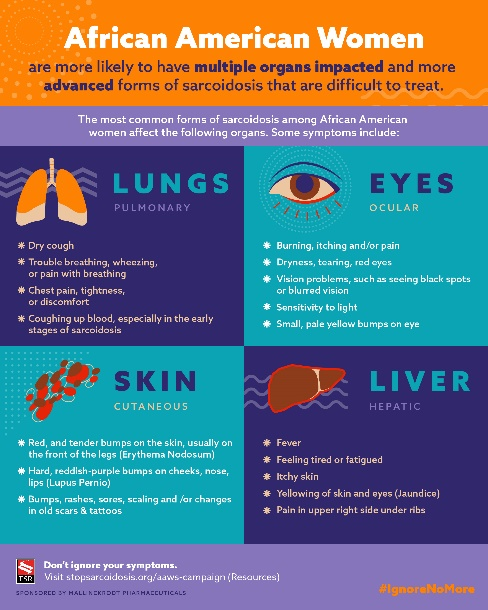 African American Women
are more likely to have multiple organs impacted and more
advanced forms of sarcoidosis that are difficult to treat.
The most common forms of sarcoidosis among African American
women affect the following organs. Some symptoms include:
LUNGS
PULMONARY
Dry cough
Trouble breathing, wheezing,
or pain with breathing
Chest pain, tightness,
or discomfort
Coughing up blood, especially in the early
stages of sarcoidosis
EYES
OCULAR
Burning, itching and/or pain
Dryness, tearing, red eyes
Vision problems, such as seeing black spots
or blurred vision
Sensitivity to light
Small, pale yellow bumps on eye
SKIN
CUTANEOUS
Red, and tender bumps on the skin, usually on
the front of the legs (Erythema Nodosum)
Hard, reddish-purple bumps on cheeks, nose,
lips (Lupus Pernio)
Bumps, rashes, sores, scaling and /or changes
in old scars & tattoos
LIVER
HEPATIC
Fever
Feeling tired or fatigued
Itchy skin
Yellowing of skin and eyes (Jaundice)
Pain in upper right side under ribs
FSR
Don't ignore your symptoms.
Visit stopsarcoidosis.org/aaws-campaign (Resources)
SPONSORED BY MALLINCKRODT PHARMACEUTICALS
#IgnoreNoMore